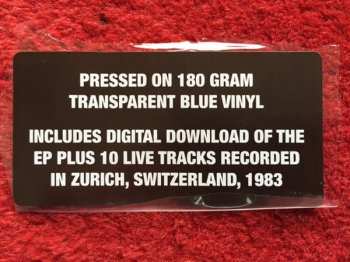 PRESSED ON 180 GRAM
TRANSPARENT BLUE VINYL
INCLUDES DIGITAL DOWNLOAD OF THE
EP PLUS 10 LIVE TRACKS RECORDED
IN ZURICH, SWITZERLAND, 1983